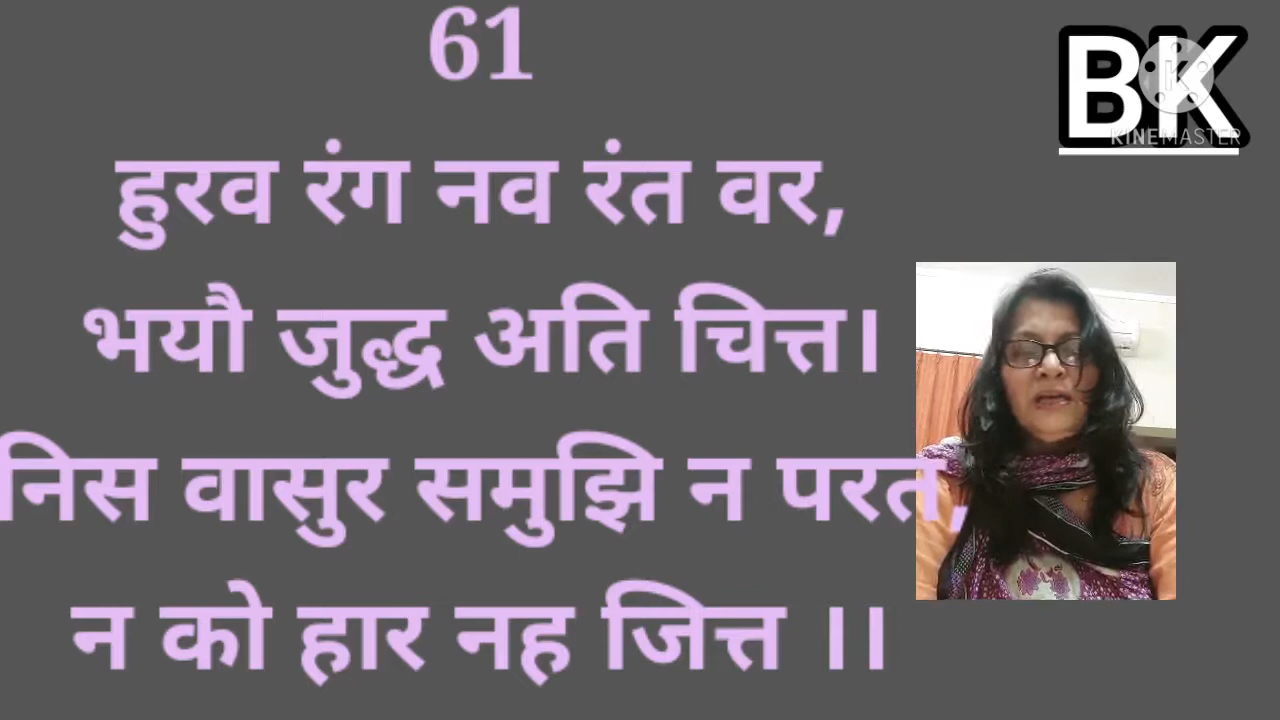 61
BK
KINEMASTER
हुरव रंग नव रंत वर,
भयौ जुद्ध अति चित्त।
निस वासुर समुझि न परत,
न को हार नह जित्त ।।